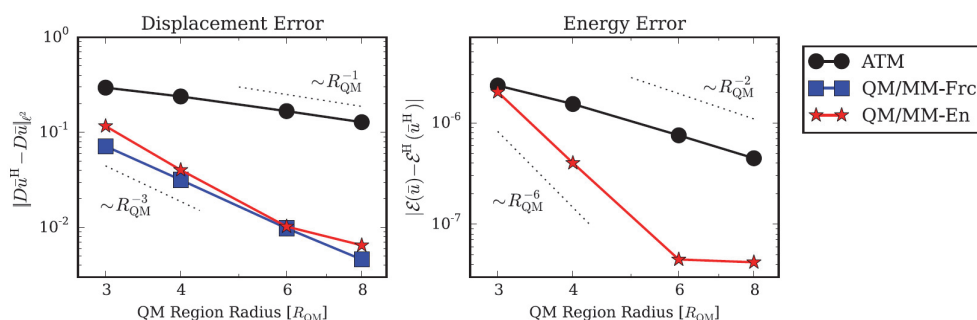 Displacement Error
10⁰
10⁻¹
10⁻²
‖Dū^H − Dū‖_ℓ²
~R_QM^−1
~R_QM^−3
3 4 6 8
QM Region Radius [R_QM]
Energy Error
10⁻⁶
10⁻⁷
|ℰ(ū) − ℰ^H(ū^H)|
~R_QM^−2
~R_QM^−6
3 4 6 8
QM Region Radius [R_QM]
ATM
QM/MM-Frc
QM/MM-En